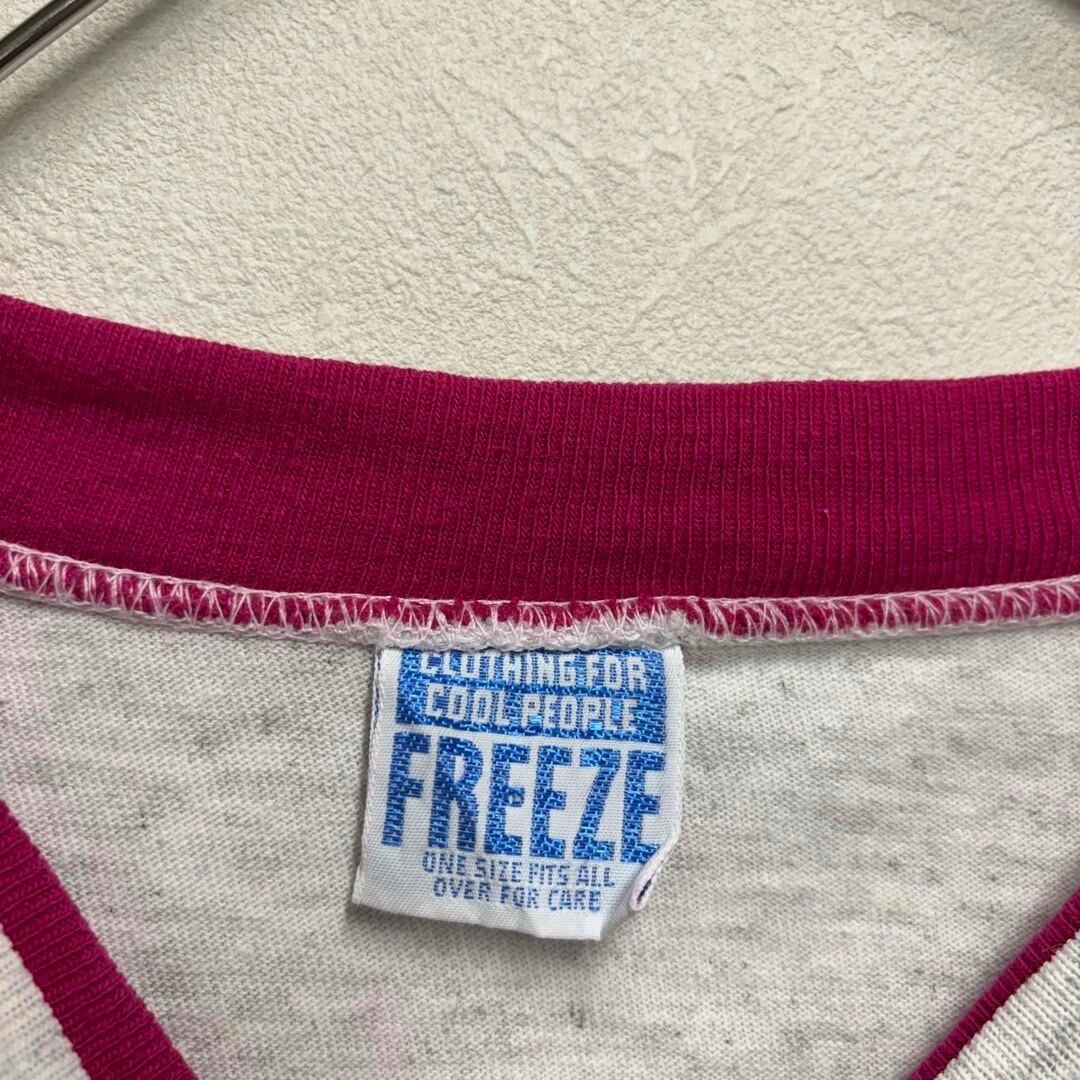 CLOTHING FOR
COOL PEOPLE
FREEZE
ONE SIZE FITS ALL
OVER FOR CARE